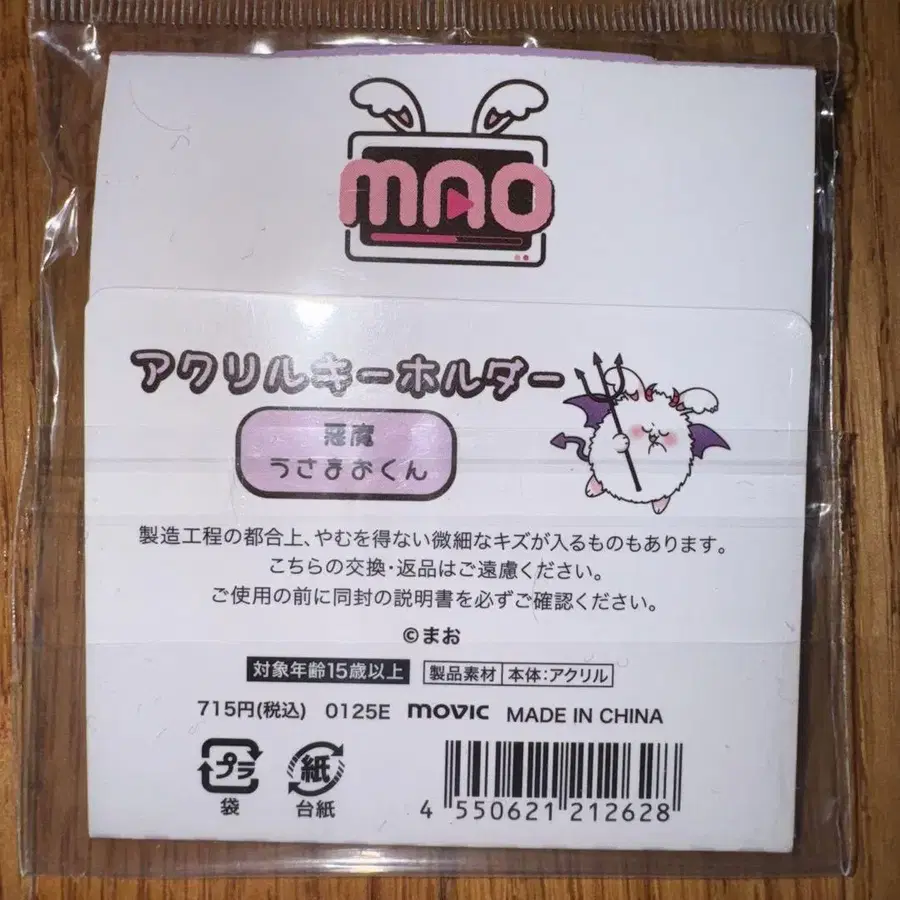 mao
アクリルキーホルダー
悪魔
うさまおくん
製造工程の都合上、やむを得ない微細なキズが入るものもあります。
こちらの交換・返品はご遠慮ください。
ご使用の前に同封の説明書を必ずご確認ください。
©まお
対象年齢15歳以上 製品素材 本体：アクリル
715円(税込) 0125E movic MADE IN CHINA
プラ 紙
袋 台紙
4 550621 212628